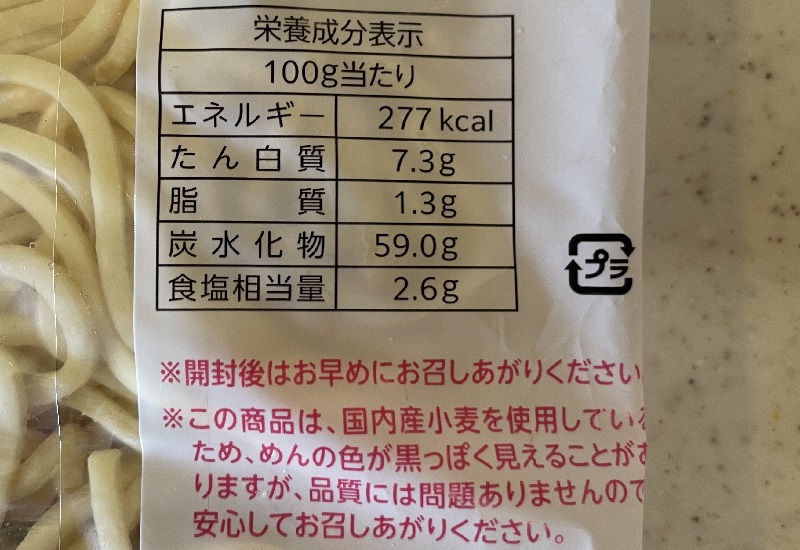 栄養成分表示
100g当たり
エネルギー 277kcal
たん白質 7.3g
脂質 1.3g
炭水化物 59.0g
食塩相当量 2.6g
プラ
※開封後はお早めにお召しあがりください
※この商品は、国内産小麦を使用している
ため、めんの色が黒っぽく見えることがあ
りますが、品質には問題ありませんので
安心してお召しあがりください。